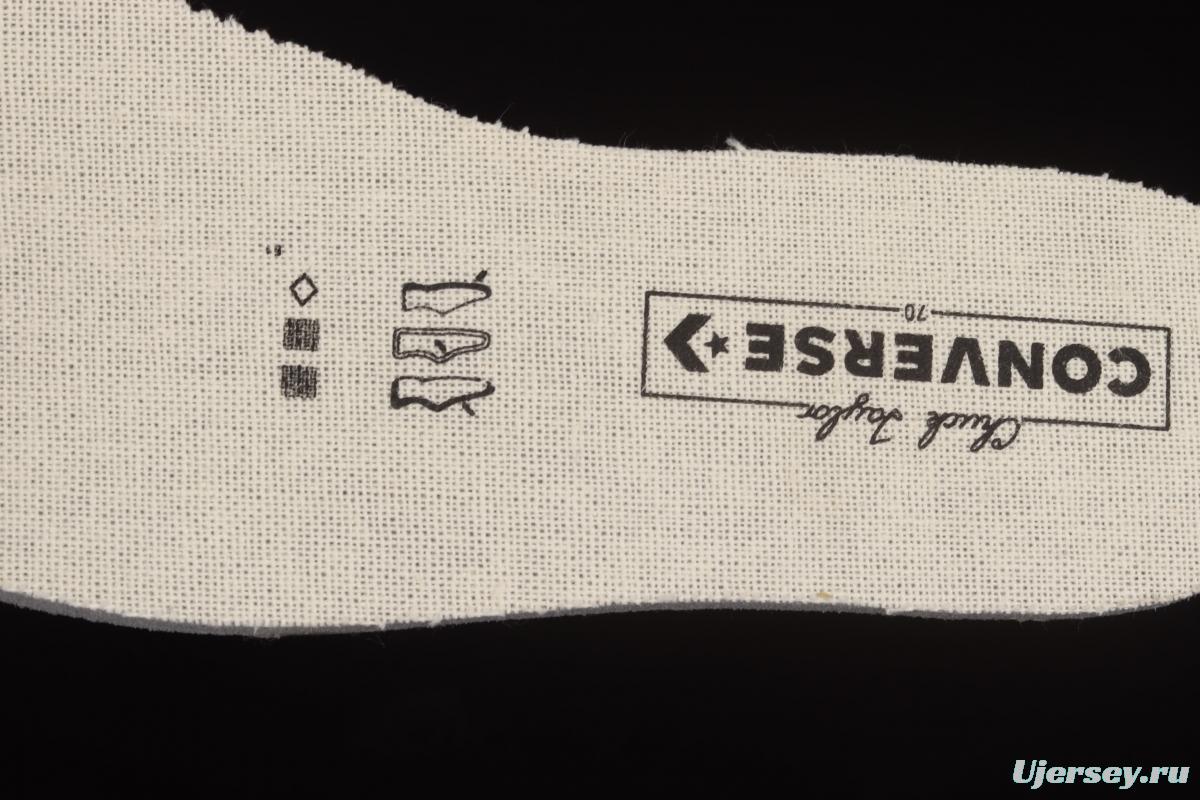 Chuck Taylor
CONVERSE
70
Ujersey.ru